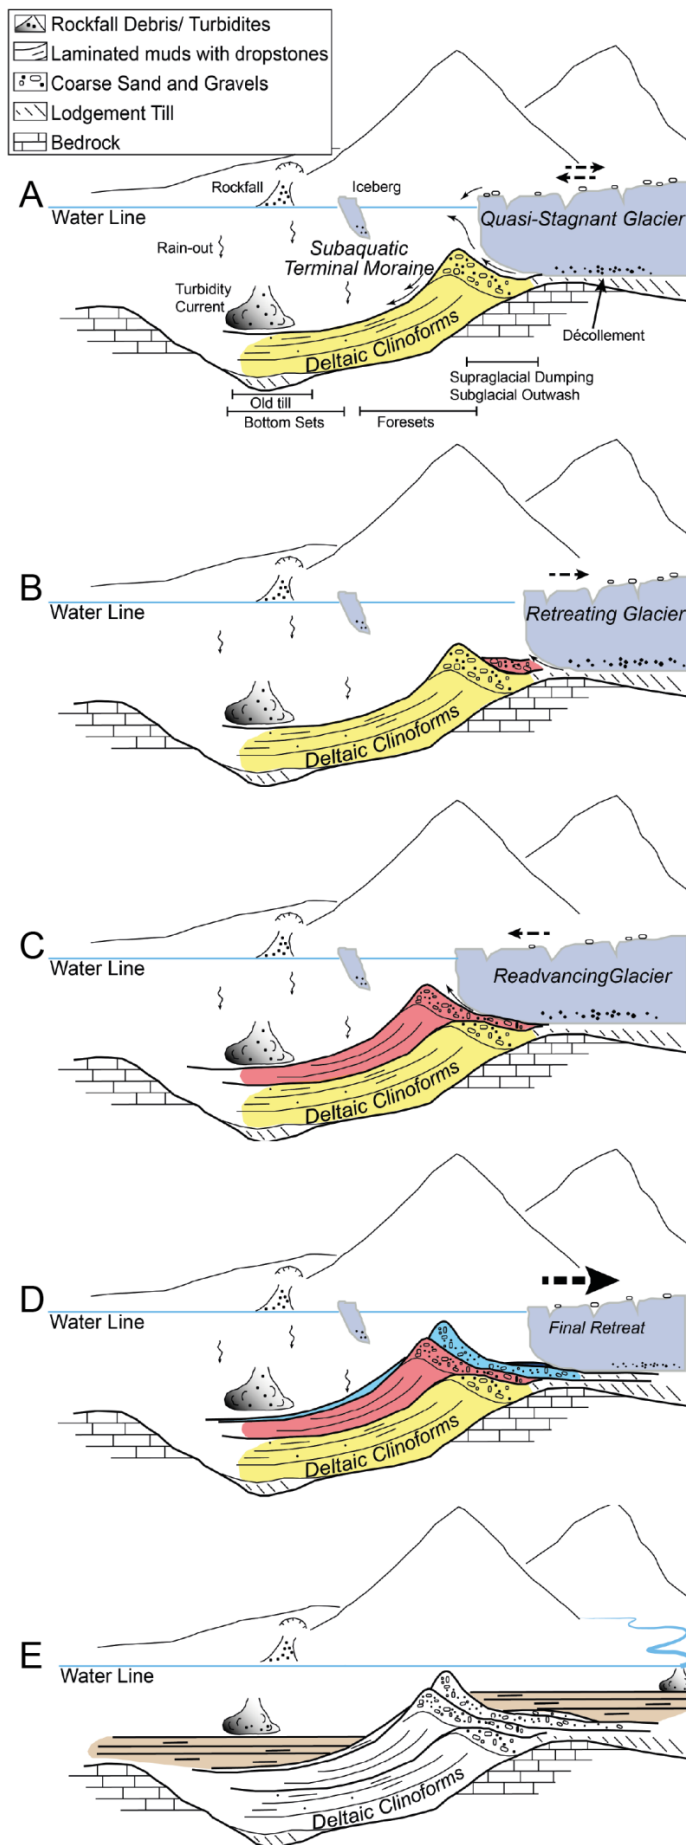 Rockfall Debris/ Turbidites
Laminated muds with dropstones
Coarse Sand and Gravels
Lodgement Till
Bedrock
A
Rockfall
Iceberg
Water Line
Quasi-Stagnant Glacier
Rain-out
Subaquatic
Terminal Moraine
Turbidity
Current
Deltaic Clinoforms
Décollement
Supraglacial Dumping
Subglacial Outwash
Old till
Bottom Sets
Foresets
B
Water Line
Retreating Glacier
Deltaic Clinoforms
C
Water Line
ReadvancingGlacier
Deltaic Clinoforms
D
Water Line
Final Retreat
Deltaic Clinoforms
E
Water Line
Deltaic Clinoforms